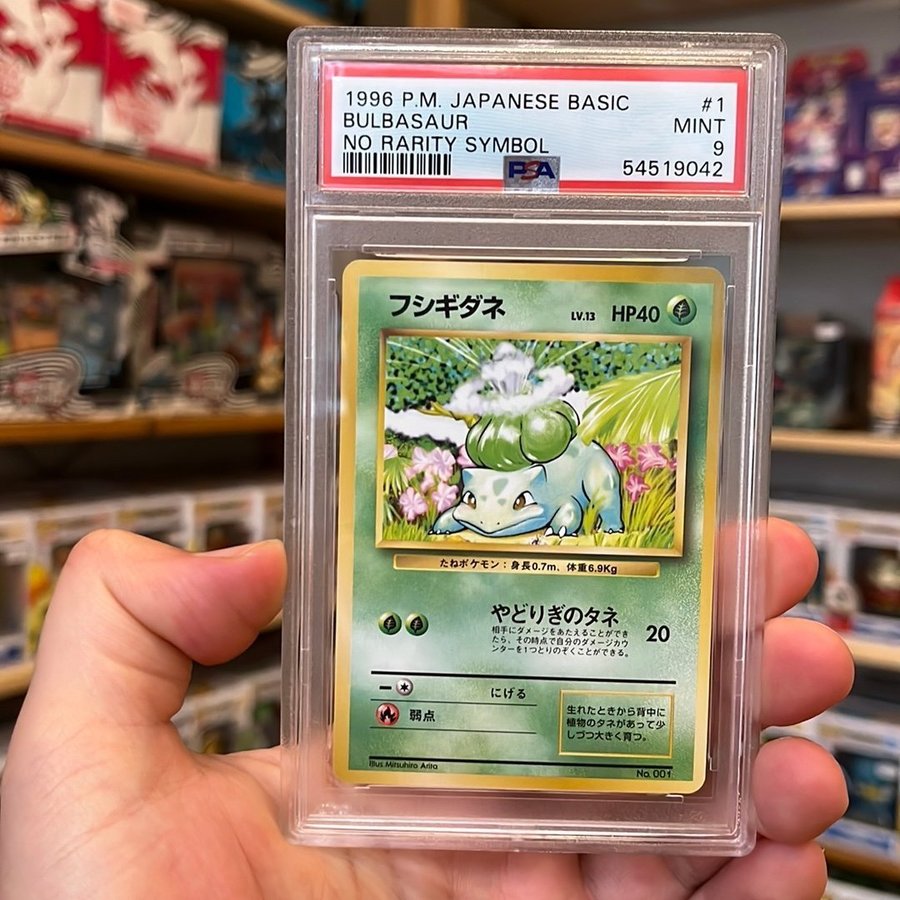 1996 P.M. JAPANESE BASIC #1
BULBASAUR MINT
NO RARITY SYMBOL 9
PSA 54519042
フシギダネ LV.13 HP40
たねポケモン：身長0.7m、体重6.9Kg
やどりぎのタネ 20
相手にダメージをあたえることができ
たら、その時点で自分のダメージカウ
ンターを1つとりのぞくことができる。
ー にげる
弱点
生れたときから背中に
植物のタネがあって少
しづつ大きく育つ。
Illus Mitsuhiro Arita No. 001